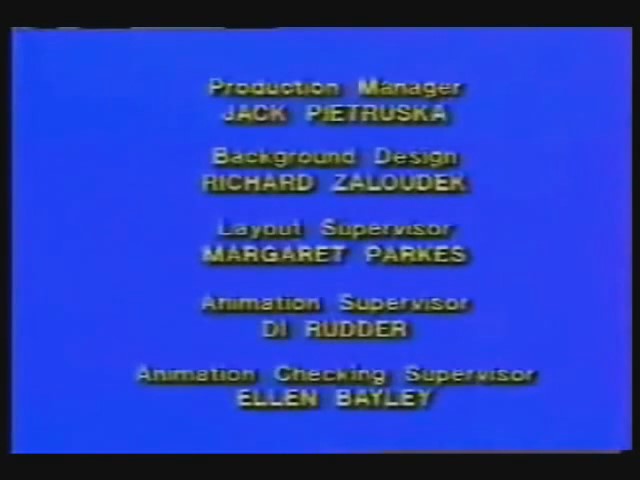 Production Manager
JACK PIETRUSKA
Background Design
RICHARD ZALOUDEK
Layout Supervisor
MARGARET PARKES
Animation Supervisor
DI RUDDER
Animation Checking Supervisor
ELLEN BAYLEY